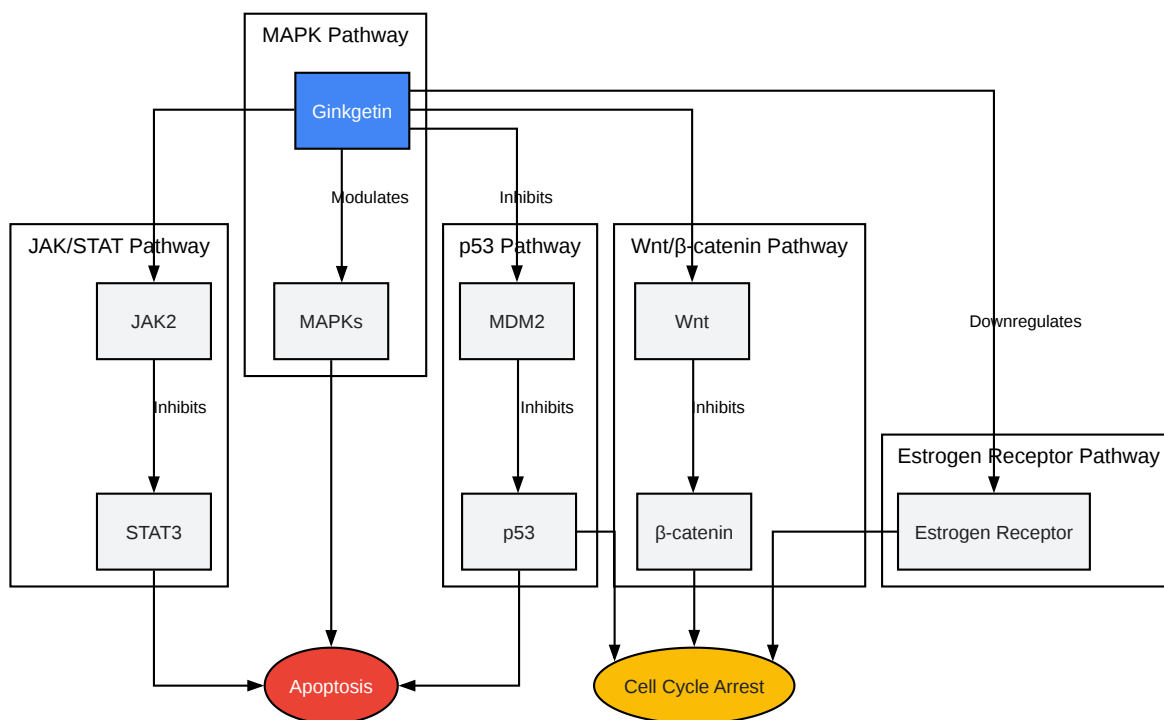 MAPK Pathway
Ginkgetin
Modulates
Inhibits
JAK/STAT Pathway
p53 Pathway
Wnt/β-catenin Pathway
JAK2
MAPKs
MDM2
Wnt
Downregulates
Inhibits
Inhibits
Inhibits
Estrogen Receptor Pathway
STAT3
p53
β-catenin
Estrogen Receptor
Apoptosis
Cell Cycle Arrest